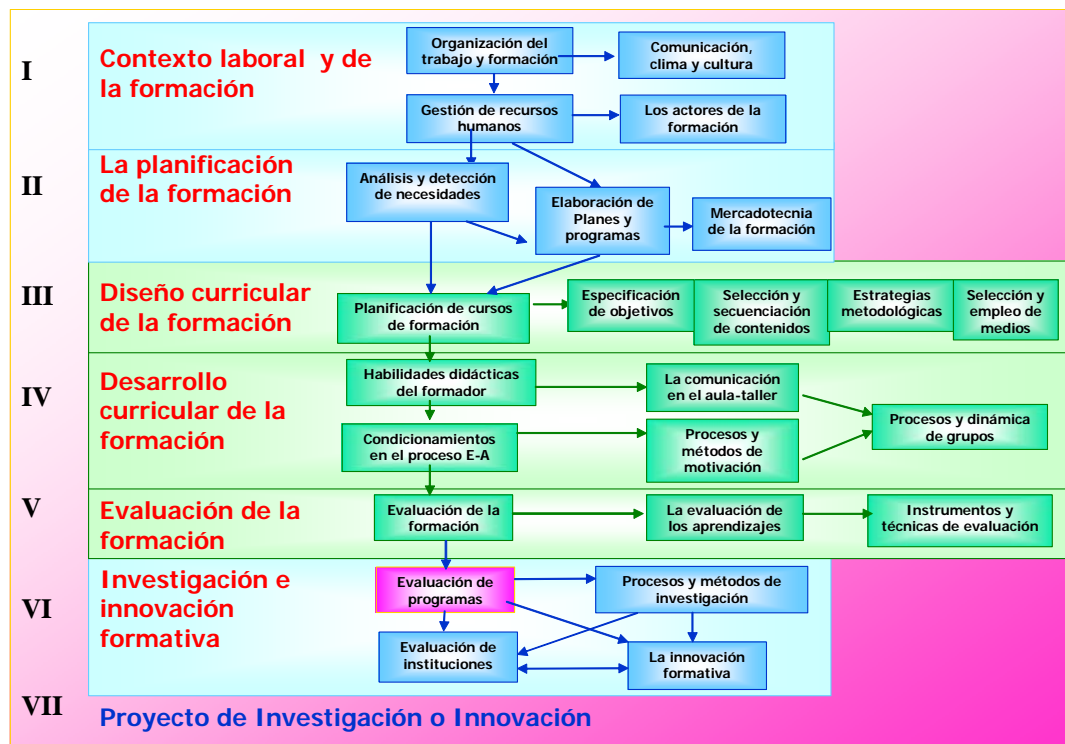 I
Contexto laboral y de
la formación
Organización del
trabajo y formación
Comunicación,
clima y cultura
Gestión de recursos
humanos
Los actores de la
formación
II
La planificación
de la formación
Análisis y detección
de necesidades
Elaboración de
Planes y
programas
Mercadotecnia
de la formación
III
Diseño curricular
de la formación
Planificación de cursos
de formación
Especificación
de objetivos
Selección y
secuenciación
de contenidos
Estrategias
metodológicas
Selección y
empleo de
medios
IV
Desarrollo
curricular de la
formación
Habilidades didácticas
del formador
La comunicación
en el aula-taller
Condicionamientos
en el proceso E-A
Procesos y
métodos de
motivación
Procesos y dinámica
de grupos
V
Evaluación de la
formación
Evaluación de la
formación
La evaluación de
los aprendizajes
Instrumentos y
técnicas de evaluación
VI
Investigación e
innovación
formativa
Evaluación de
programas
Procesos y métodos de
investigación
Evaluación de
instituciones
La innovación
formativa
VII
Proyecto de Investigación o Innovación